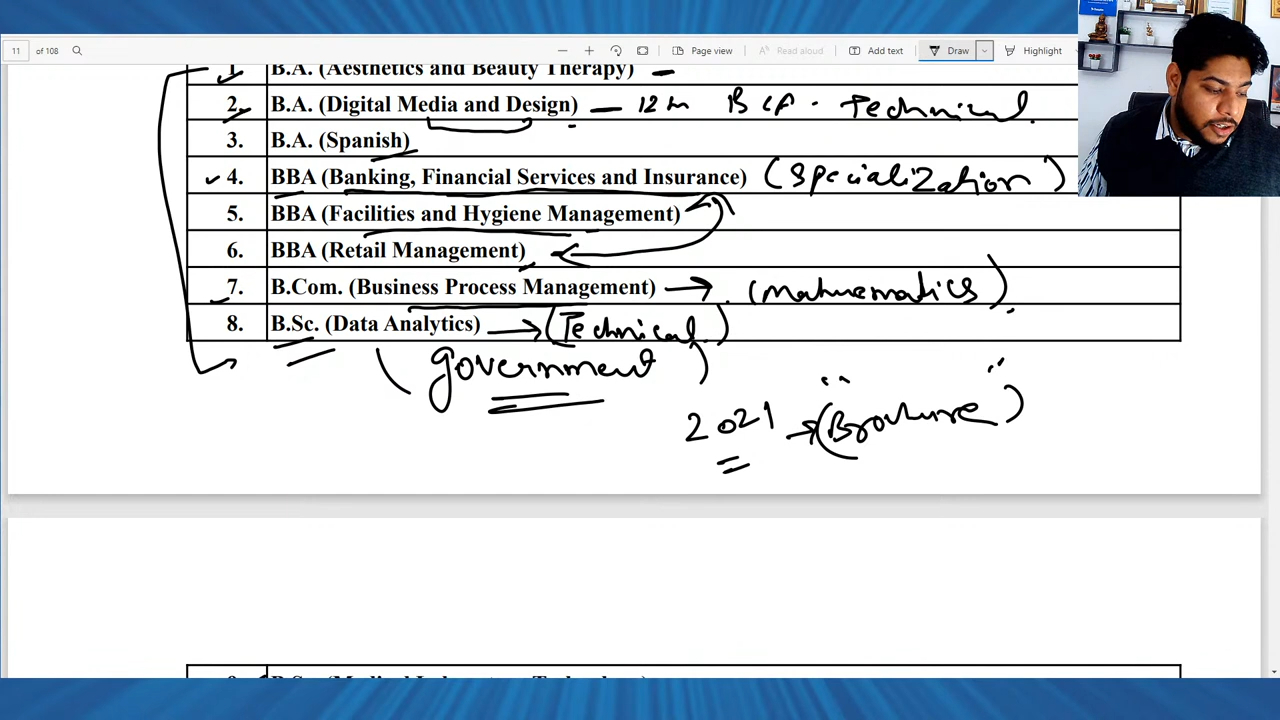 11 of 108 Page view Read aloud Add text Draw Highlight
1 B.A. (Aesthetics and Beauty Therapy) –
2. B.A. (Digital Media and Design) – 12th Technical.
3. B.A. (Spanish)
4. BBA (Banking, Financial Services and Insurance) (Specialization)
5. BBA (Facilities and Hygiene Management)
6. BBA (Retail Management)
7. B.Com. (Business Process Management) → (Mathematics)
8. B.Sc. (Data Analytics) → (Technical)
(Government)
2021 → ("Brochure")